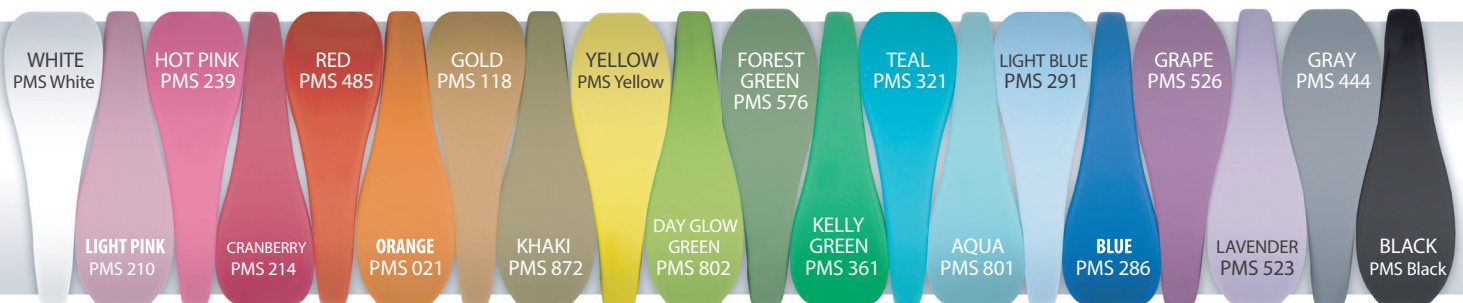 WHITE
PMS White
LIGHT PINK
PMS 210
HOT PINK
PMS 239
CRANBERRY
PMS 214
RED
PMS 485
ORANGE
PMS 021
GOLD
PMS 118
KHAKI
PMS 872
YELLOW
PMS Yellow
DAY GLOW
GREEN
PMS 802
FOREST
GREEN
PMS 576
KELLY
GREEN
PMS 361
TEAL
PMS 321
AQUA
PMS 801
LIGHT BLUE
PMS 291
BLUE
PMS 286
GRAPE
PMS 526
LAVENDER
PMS 523
GRAY
PMS 444
BLACK
PMS Black